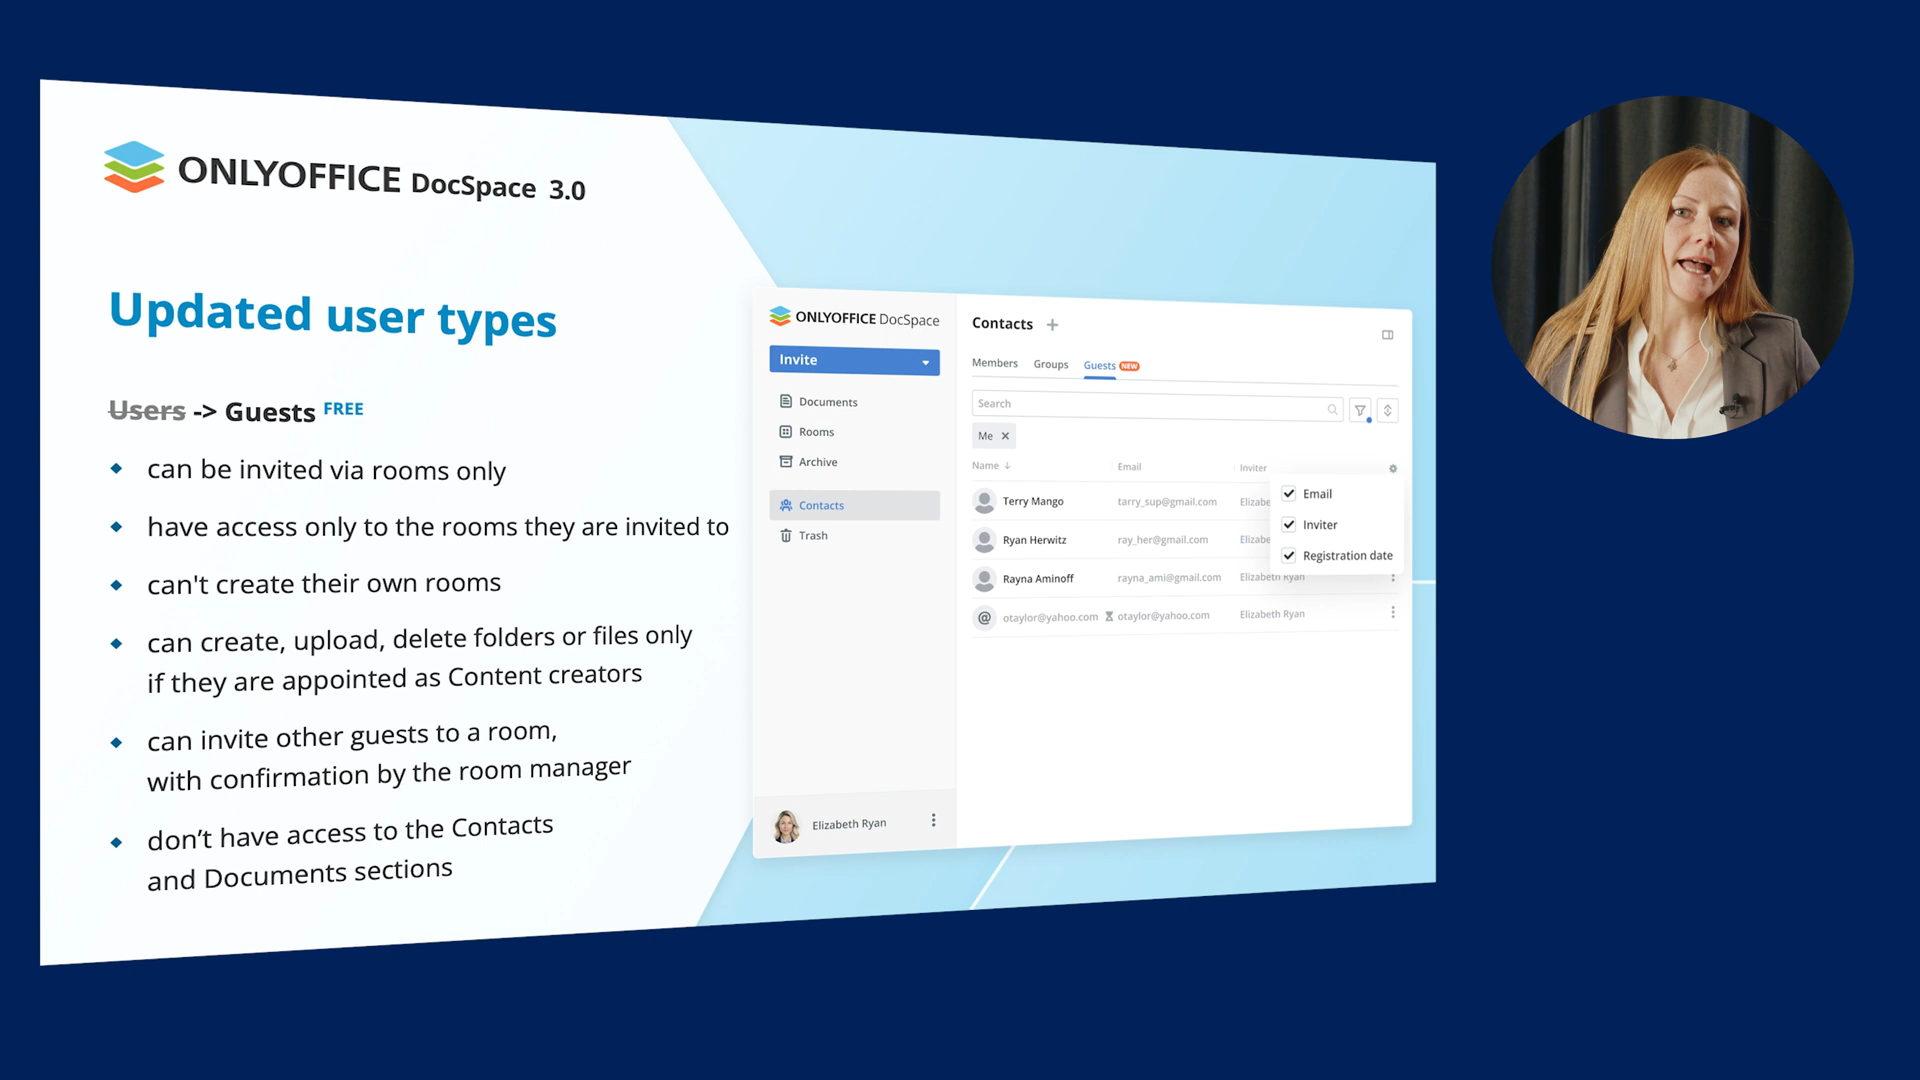 ONLYOFFICE DocSpace 3.0
Updated user types
Users -> Guests FREE
can be invited via rooms only
have access only to the rooms they are invited to
can't create their own rooms
can create, upload, delete folders or files only
if they are appointed as Content creators
can invite other guests to a room,
with confirmation by the room manager
don’t have access to the Contacts
and Documents sections
ONLYOFFICE DocSpace
Invite
Documents
Rooms
Archive
Contacts
Trash
Elizabeth Ryan
Contacts
Members Groups Guests NEW
Search
Me
Name Email Inviter
Terry Mango tarry_sup@gmail.com Elizabe
Ryan Herwitz ray_her@gmail.com Elizabe
Rayna Aminoff rayna_ami@gmail.com Elizabeth Ryan
@ otaylor@yahoo.com otaylor@yahoo.com Elizabeth Ryan
Email
Inviter
Registration date